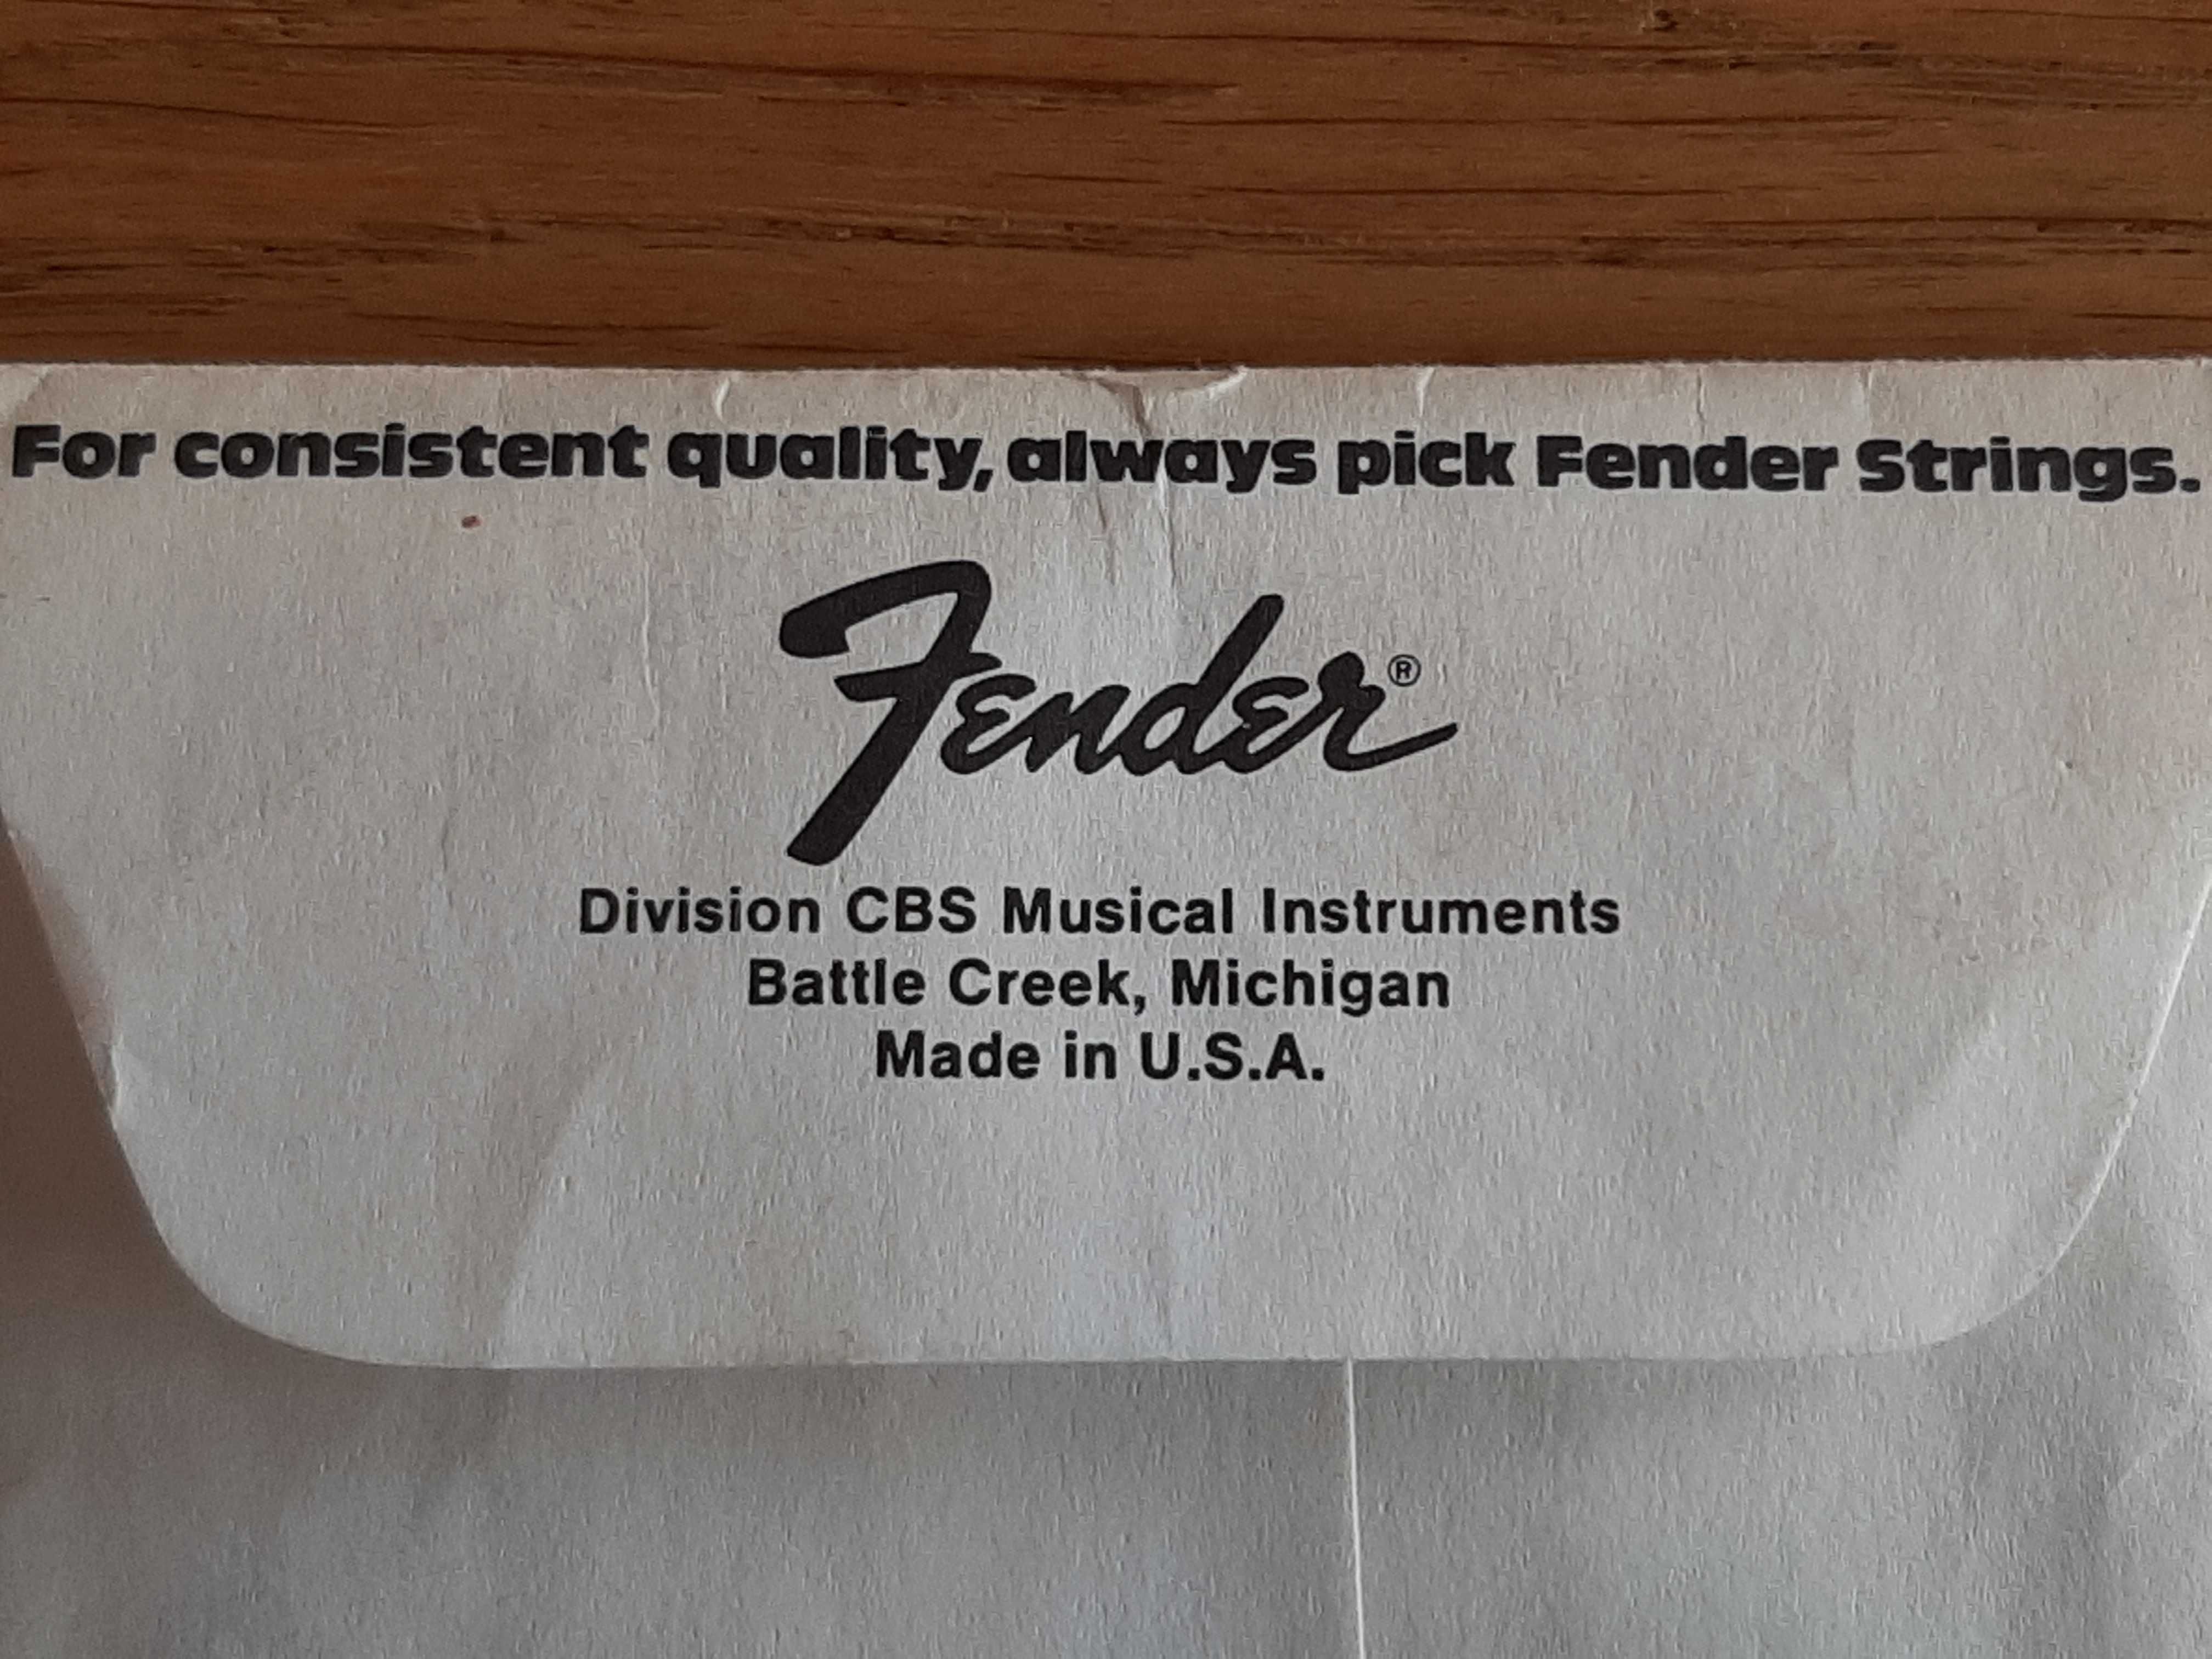 For consistent quality, always pick Fender Strings.
Fender®
Division CBS Musical Instruments
Battle Creek, Michigan
Made in U.S.A.